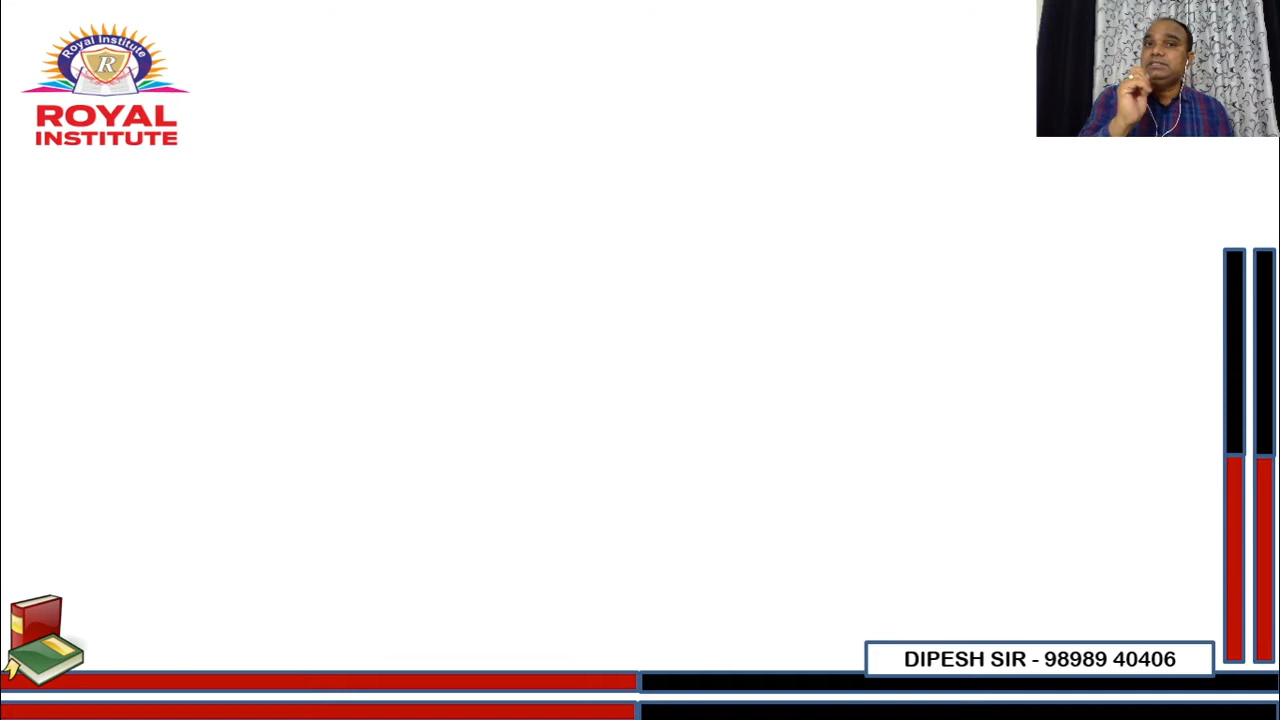 Royal Institute
R
ROYAL
INSTITUTE
DIPESH SIR - 98989 40406